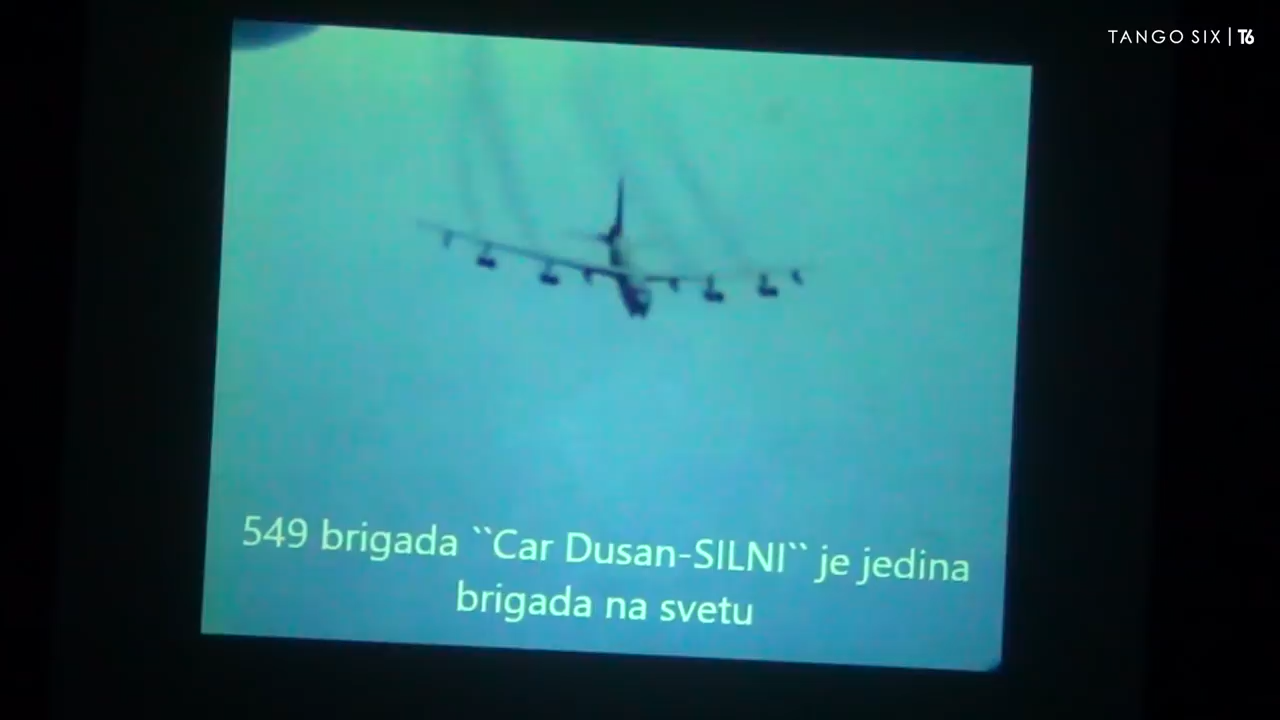 TANGO SIX | T6
549 brigada ``Car Dusan-SILNI`` je jedina
brigada na svetu